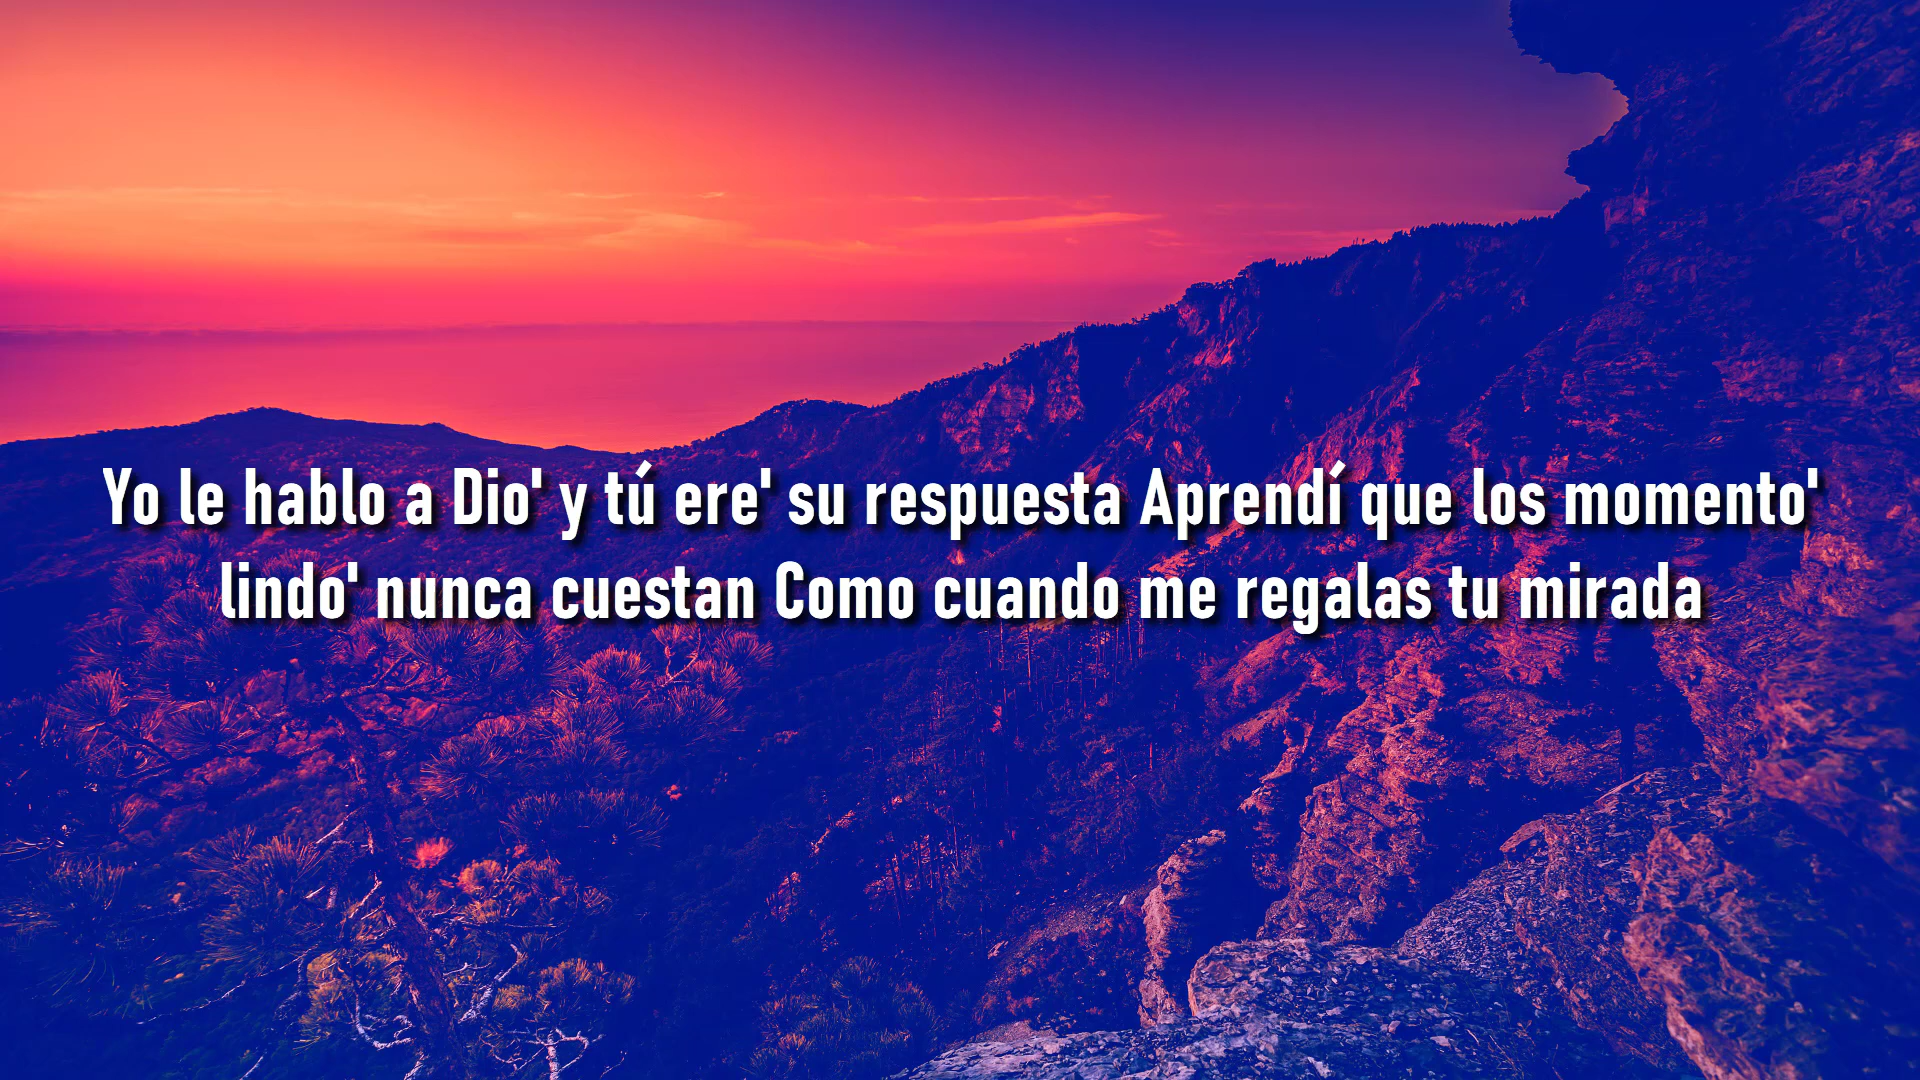 Yo le hablo a Dio' y tú ere' su respuesta Aprendí que los momento'
lindo' nunca cuestan Como cuando me regalas tu mirada